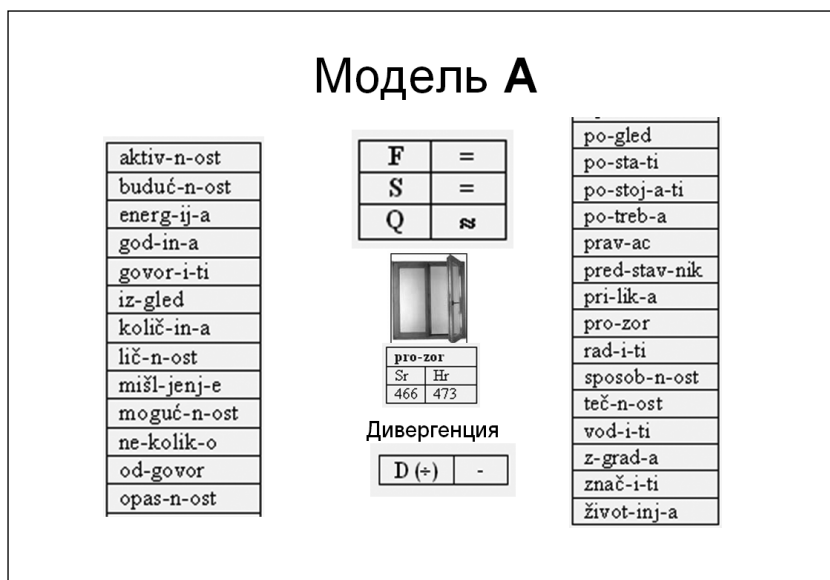 Модель А
aktiv-n-ost
buduć-n-ost
energ-ij-a
god-in-a
govor-i-ti
iz-gled
količ-in-a
lič-n-ost
mišl-jenj-e
moguć-n-ost
ne-kolik-o
od-govor
opas-n-ost
F =
S =
Q ≈
pro-zor
Sr Hr
466 473
Дивергенция
D (÷) -
po-gled
po-sta-ti
po-stoj-a-ti
po-treb-a
prav-ac
pred-stav-nik
pri-lik-a
pro-zor
rad-i-ti
sposob-n-ost
teč-n-ost
vod-i-ti
z-grad-a
znač-i-ti
život-inj-a